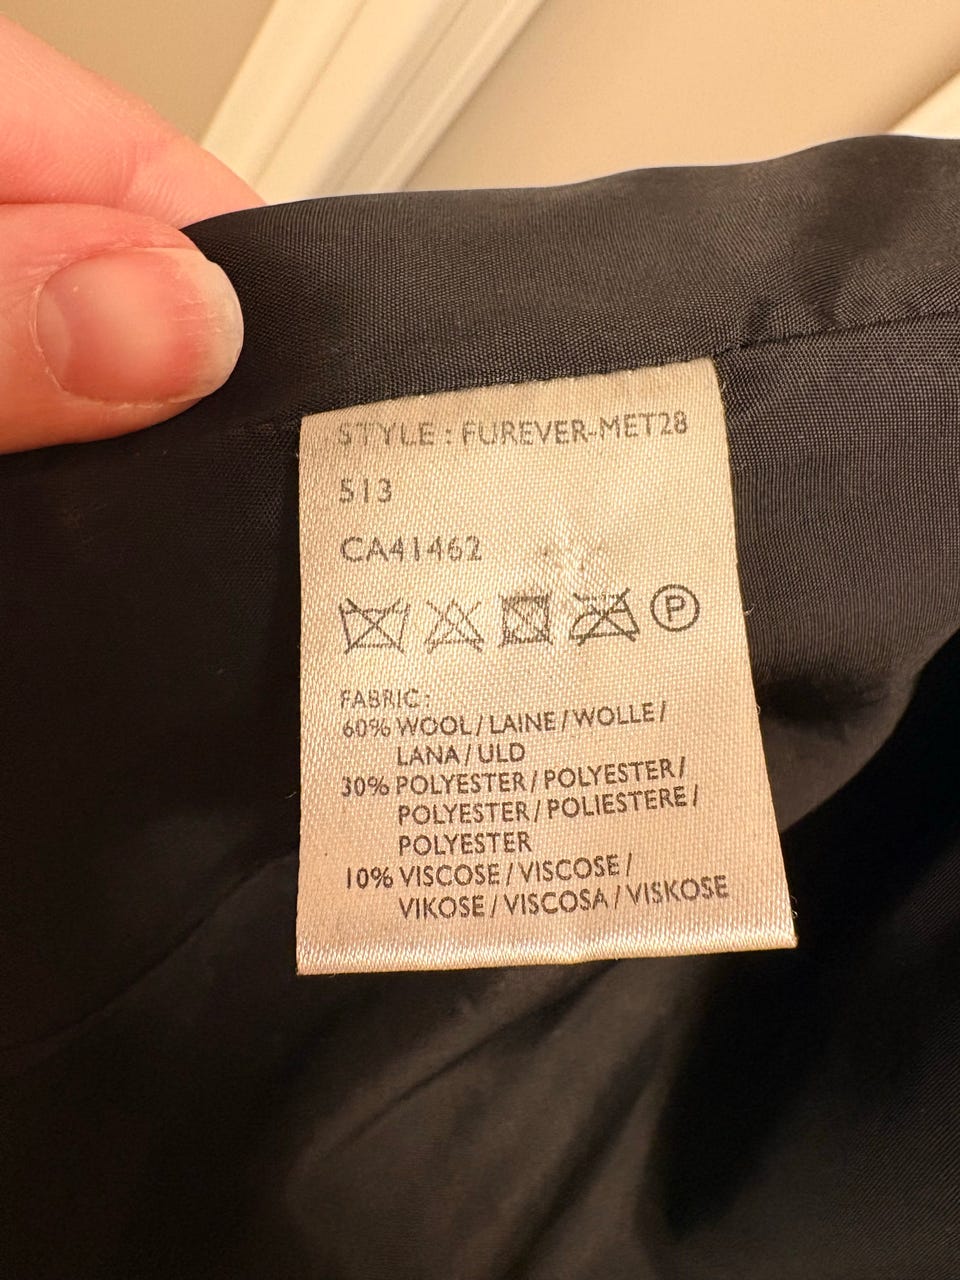 STYLE : FUREVER-MET28
513
CA41462
P
FABRIC :
60% WOOL / LAINE / WOLLE /
LANA / ULD
30% POLYESTER / POLYESTER /
POLYESTER / POLIESTERE /
POLYESTER
10% VISCOSE / VISCOSE /
VIKOSE / VISCOSA / VISKOSE